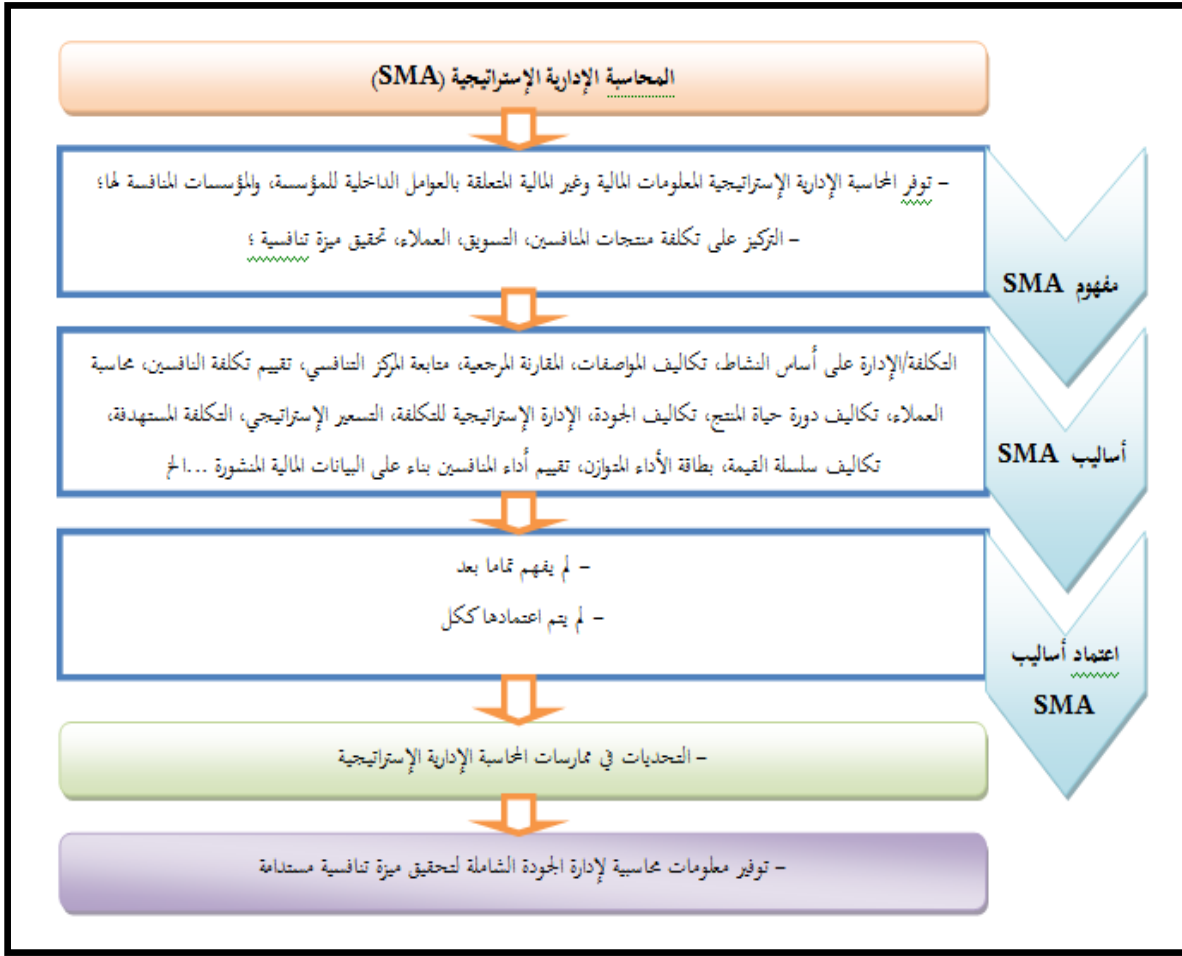 المحاسبة الإدارية الإستراتيجية (SMA)
– توفر المحاسبة الإدارية الإستراتيجية المعلومات المالية وغير المالية المتعلقة بالعوامل الداخلية للمؤسسة، والمؤسسات المنافسة لها؛
– التركيز على تكلفة منتجات المنافسين، التسويق، العملاء، تحقيق ميزة تنافسية ؛
مفهوم SMA
التكلفة/الإدارة على أساس النشاط، تكاليف المواصفات، المقارنة المرجعية، متابعة المركز التنافسي، تقييم تكلفة النافسين، محاسبة
العملاء، تكاليف دورة حياة المنتج، تكاليف الجودة، الإدارة الإستراتيجية للتكلفة، التسعير الإستراتيجي، التكلفة المستهدفة،
تكاليف سلسلة القيمة، بطاقة الأداء المتوازن، تقييم أداء المنافسين بناء على البيانات المالية المنشورة ...الخ
أساليب SMA
– لم يفهم تماما بعد
– لم يتم اعتمادها ككل
اعتماد أساليب
SMA
– التحديات في ممارسات المحاسبة الإدارية الإستراتيجية
– توفير معلومات محاسبية لإدارة الجودة الشاملة لتحقيق ميزة تنافسية مستدامة